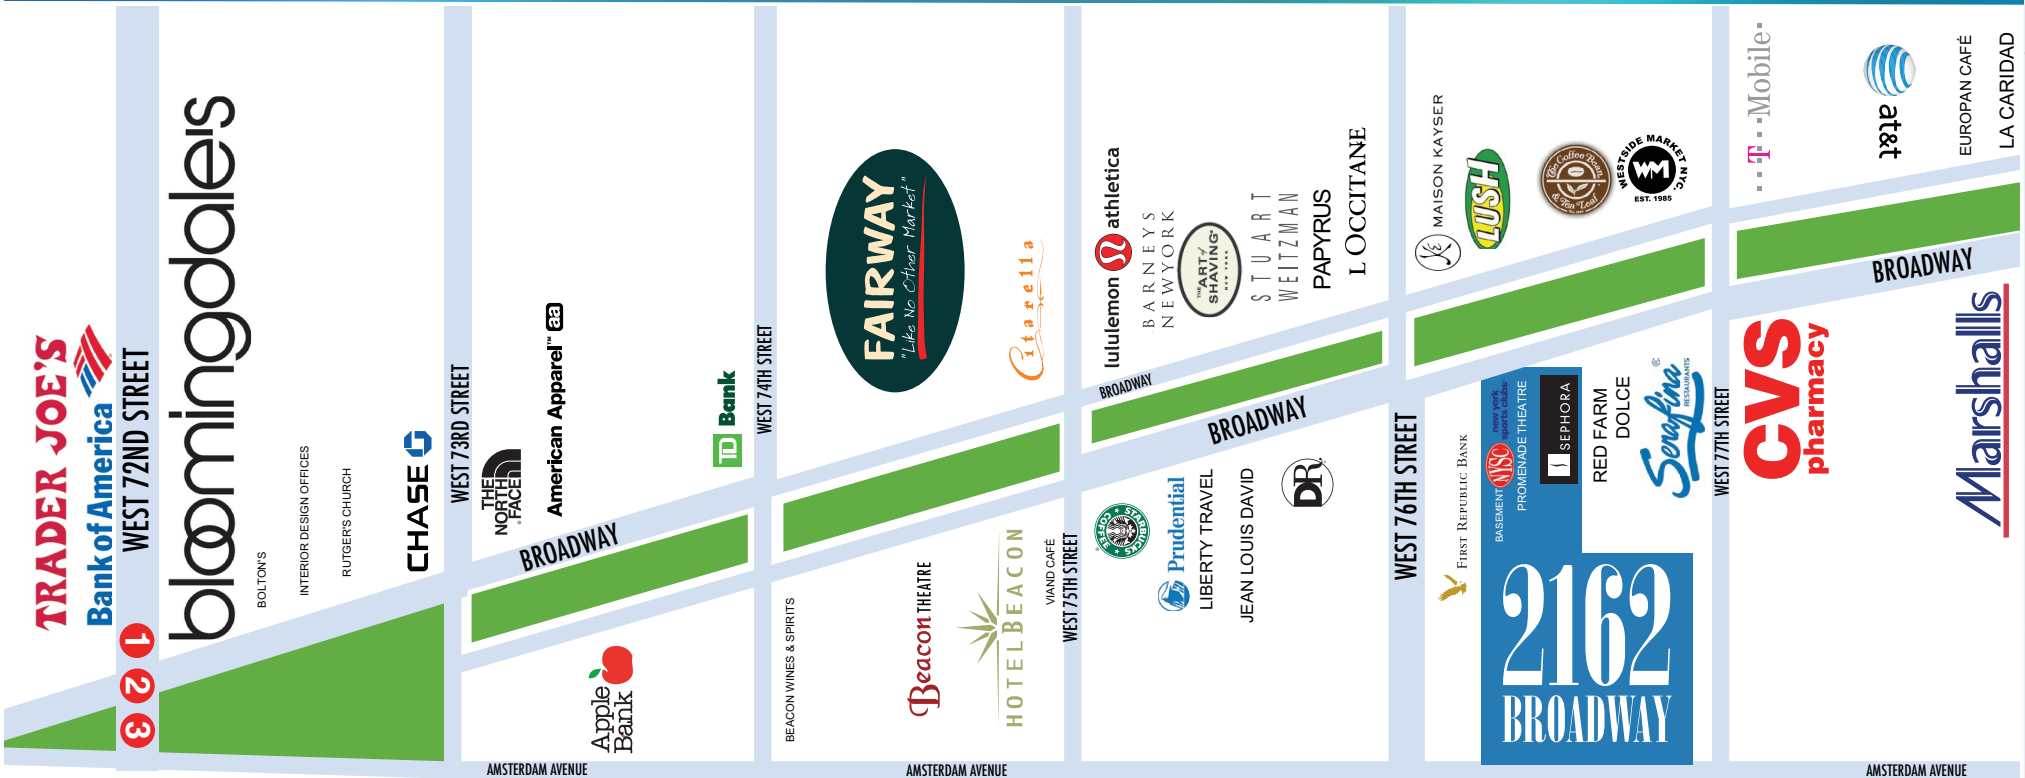 TRADER JOE'S
Bank of America
WEST 72ND STREET
1
2
3
bloomingdale's
BOLTON'S
INTERIOR DESIGN OFFICES
RUTGER'S CHURCH
CHASE
WEST 73RD STREET
THE
NORTH
FACE
American Apparel™ aa
BROADWAY
Apple
Bank
AMSTERDAM AVENUE
TD Bank
WEST 74TH STREET
BEACON WINES & SPIRITS
FAIRWAY
"Like No Other Market"
Citarella
BEACON THEATRE
HOTEL BEACON
VIAND CAFÉ
AMSTERDAM AVENUE
WEST 75TH STREET
lululemon athletica
BARNEYS
NEWYORK
THE ART of
SHAVING
NEW YORK
STUART
WEITZMAN
PAPYRUS
L'OCCITANE
BROADWAY
BROADWAY
STARBUCKS
COFFEE
Prudential
LIBERTY TRAVEL
JEAN LOUIS DAVID
DR
WEST 76TH STREET
MK MAISON KAYSER
LUSH
The Coffee Bean
& Tea Leaf
WESTSIDE MARKET NYC.
WM
EST. 1985
FIRST REPUBLIC BANK
BASEMENT NYSC new york
sports clubs
PROMENADE THEATRE
SEPHORA
RED FARM
DOLCE
Serafina®
RESTAURANTS
2162
BROADWAY
WEST 77TH STREET
T··Mobile·
at&t
EUROPAN CAFÉ
LA CARIDAD
BROADWAY
CVS
pharmacy
Marshalls
AMSTERDAM AVENUE